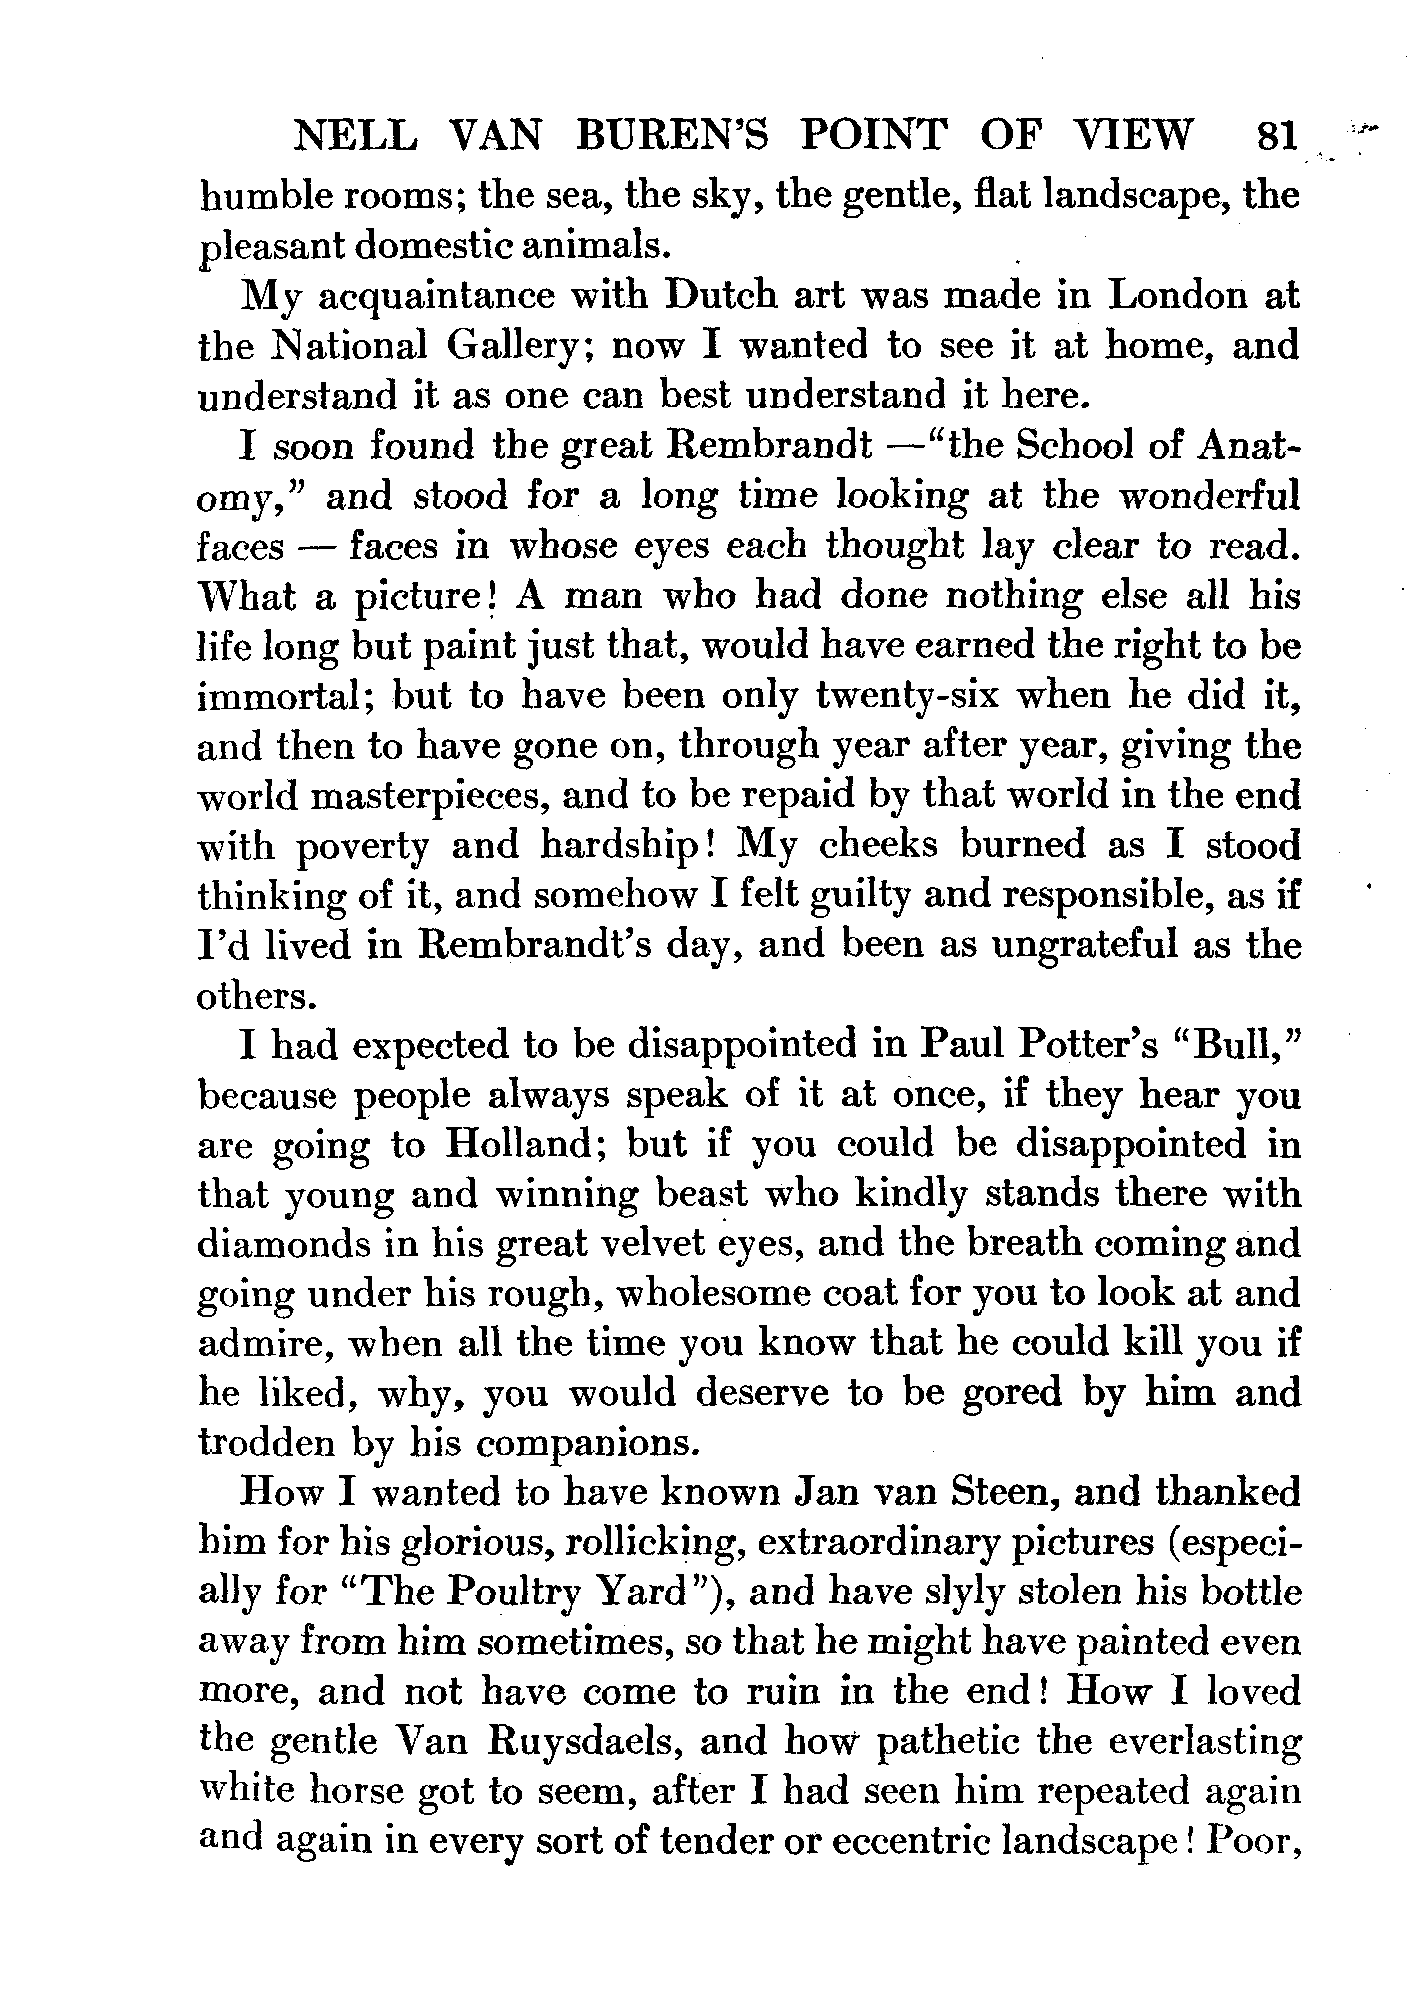 NELL VAN BUREN'S POINT OF VIEW 81
humble rooms; the sea, the sky, the gentle, flat landscape, the
pleasant domestic animals.
My acquaintance with Dutch art was made in London at
the National Gallery; now I wanted to see it at home, and
understand it as one can best understand it here.
I soon found the great Rembrandt —“the School of Anat-
omy,” and stood for a long time looking at the wonderful
faces — faces in whose eyes each thought lay clear to read.
What a picture! A man who had done nothing else all his
life long but paint just that, would have earned the right to be
immortal; but to have been only twenty-six when he did it,
and then to have gone on, through year after year, giving the
world masterpieces, and to be repaid by that world in the end
with poverty and hardship! My cheeks burned as I stood
thinking of it, and somehow I felt guilty and responsible, as if
I'd lived in Rembrandt's day, and been as ungrateful as the
others.
I had expected to be disappointed in Paul Potter's “Bull,”
because people always speak of it at once, if they hear you
are going to Holland; but if you could be disappointed in
that young and winning beast who kindly stands there with
diamonds in his great velvet eyes, and the breath coming and
going under his rough, wholesome coat for you to look at and
admire, when all the time you know that he could kill you if
he liked, why, you would deserve to be gored by him and
trodden by his companions.
How I wanted to have known Jan van Steen, and thanked
him for his glorious, rollicking, extraordinary pictures (especi-
ally for “The Poultry Yard”), and have slyly stolen his bottle
away from him sometimes, so that he might have painted even
more, and not have come to ruin in the end! How I loved
the gentle Van Ruysdaels, and how pathetic the everlasting
white horse got to seem, after I had seen him repeated again
and again in every sort of tender or eccentric landscape! Poor,